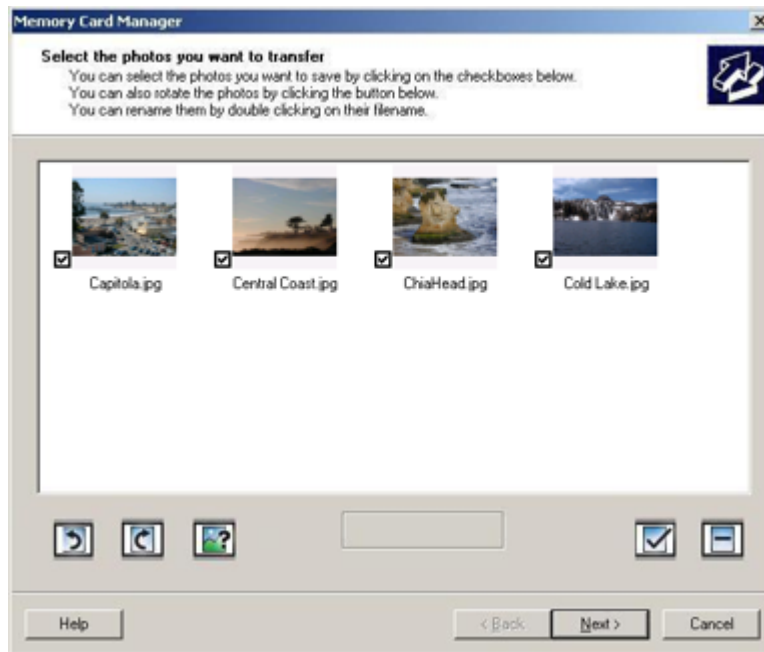 Memory Card Manager
Select the photos you want to transfer
You can select the photos you want to save by clicking on the checkboxes below.
You can also rotate the photos by clicking the button below.
You can rename them by double clicking on their filename.
Capitola.jpg
Central Coast.jpg
ChiaHead.jpg
Cold Lake.jpg
?
Help
< Back
Next >
Cancel